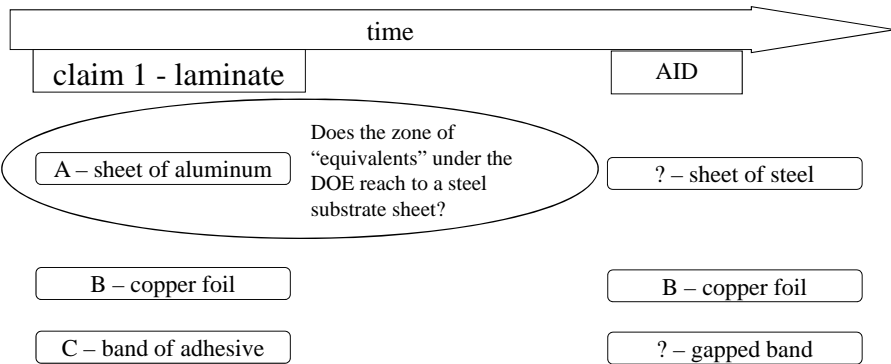 time
claim 1 - laminate
AID
A – sheet of aluminum
Does the zone of
“equivalents” under the
DOE reach to a steel
substrate sheet?
? – sheet of steel
B – copper foil
B – copper foil
C – band of adhesive
? – gapped band